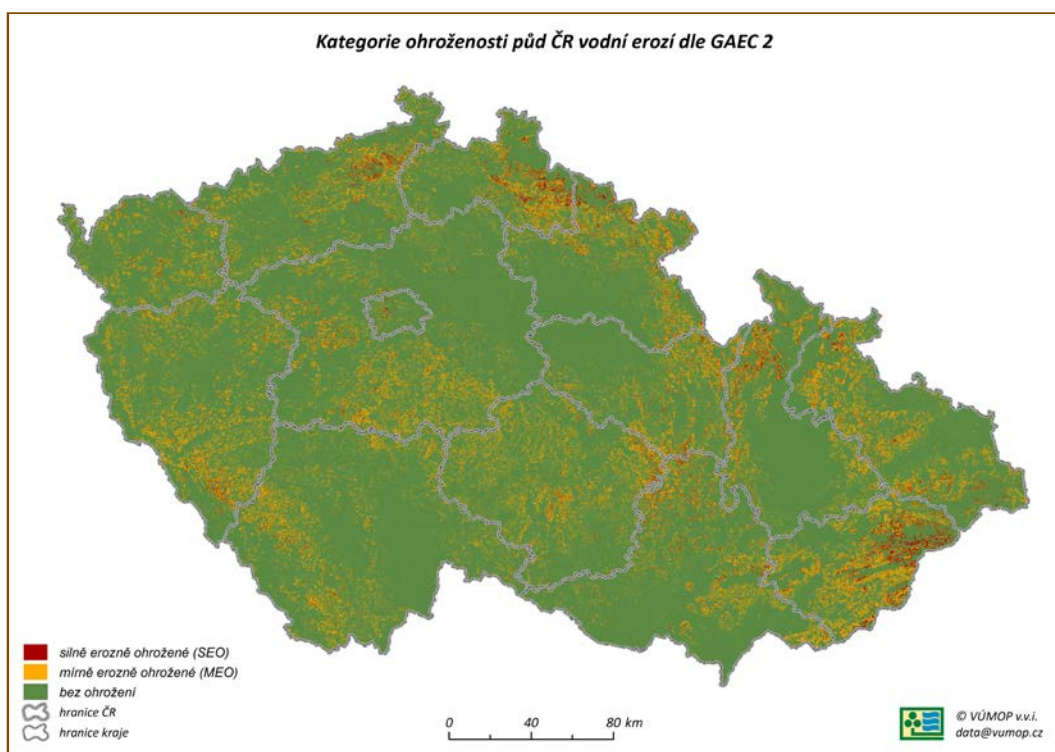 Kategorie ohroženosti půd ČR vodní erozí dle GAEC 2
silně erozně ohrožené (SEO)
mírně erozně ohrožené (MEO)
bez ohrožení
hranice ČR
hranice kraje
0 40 80 km
© VÚMOP v.v.i.
data@vumop.cz